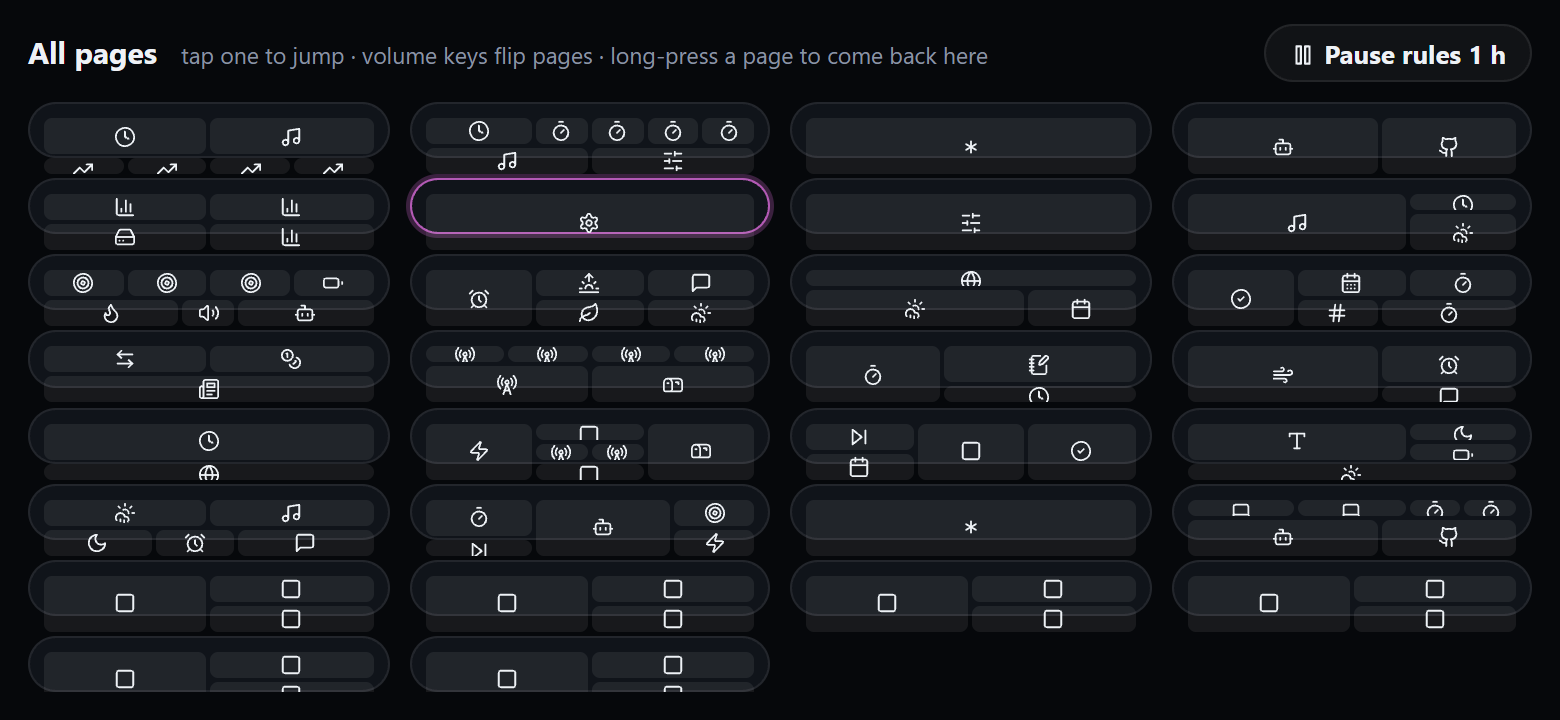 All pages
tap one to jump · volume keys flip pages · long-press a page to come back here
Pause rules 1 h